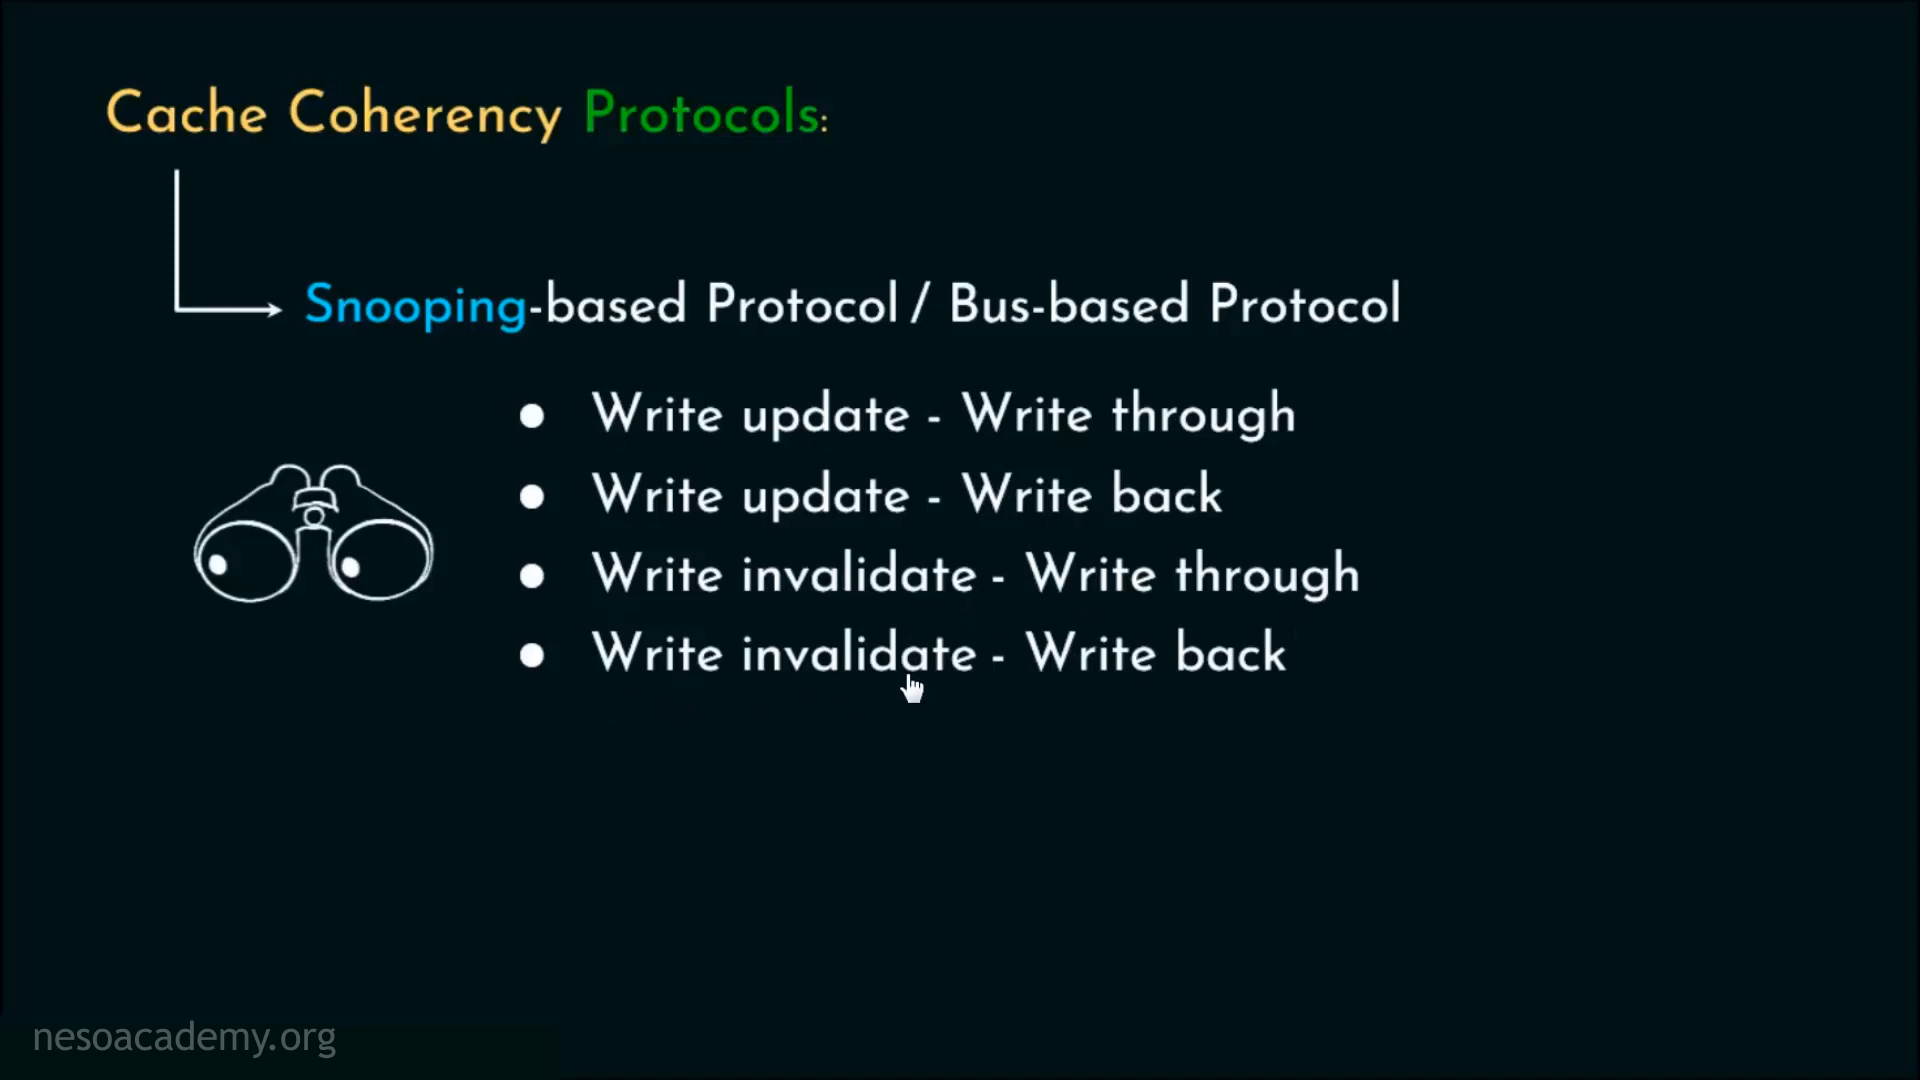 Cache Coherency Protocols:
Snooping-based Protocol / Bus-based Protocol
● Write update - Write through
● Write update - Write back
● Write invalidate - Write through
● Write invalidate - Write back
nesoacademy.org